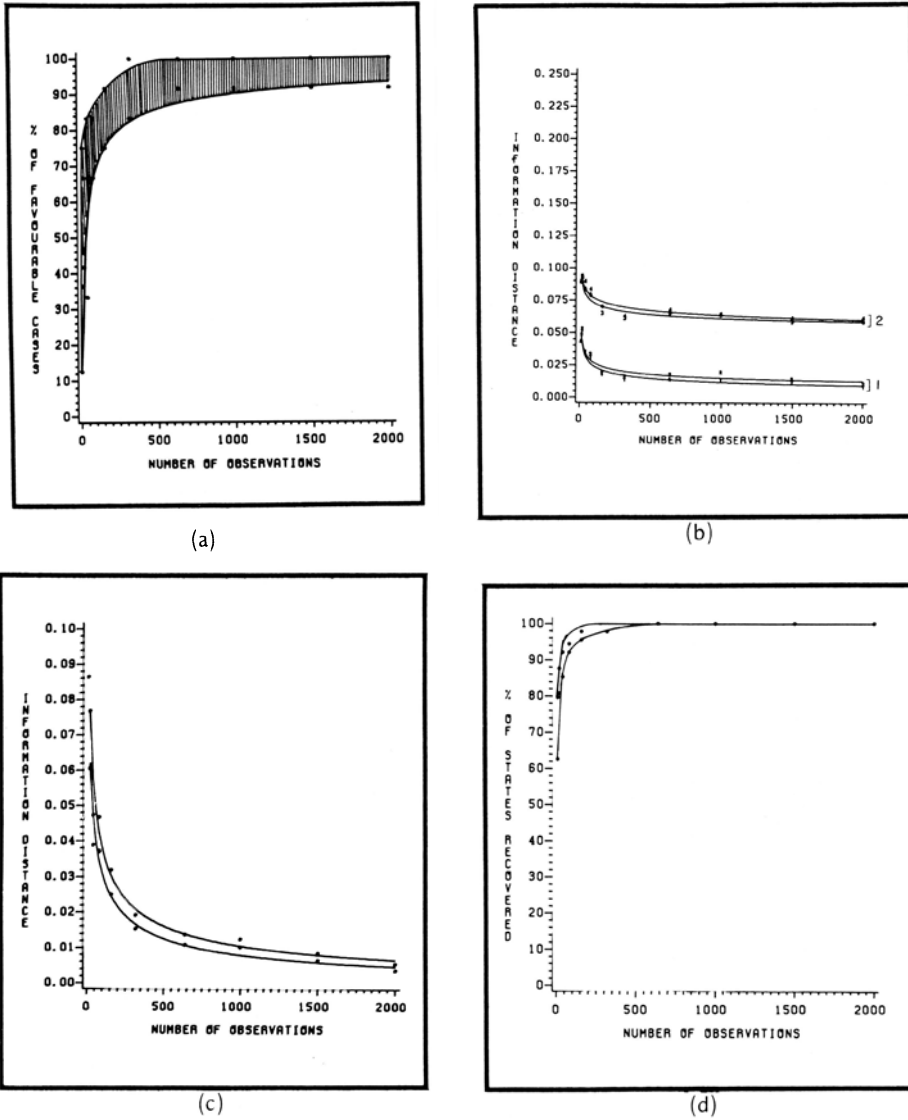 100
90
80
70
60
50
40
30
20
10
0
% OF FAVOURABLE CASES
0 500 1000 1500 2000
NUMBER OF OBSERVATIONS
(a)
0.250
0.225
0.200
0.175
0.150
0.125
0.100
0.075
0.050
0.025
0.000
INFORMATION DISTANCE
]2
]1
0 500 1000 1500 2000
NUMBER OF OBSERVATIONS
(b)
0.10
0.09
0.08
0.07
0.06
0.05
0.04
0.03
0.02
0.01
0.00
INFORMATION DISTANCE
0 500 1000 1500 2000
NUMBER OF OBSERVATIONS
(c)
100
90
80
70
60
50
40
30
20
10
0
% OF STATES RECOVERED
0 500 1000 1500 2000
NUMBER OF OBSERVATIONS
(d)